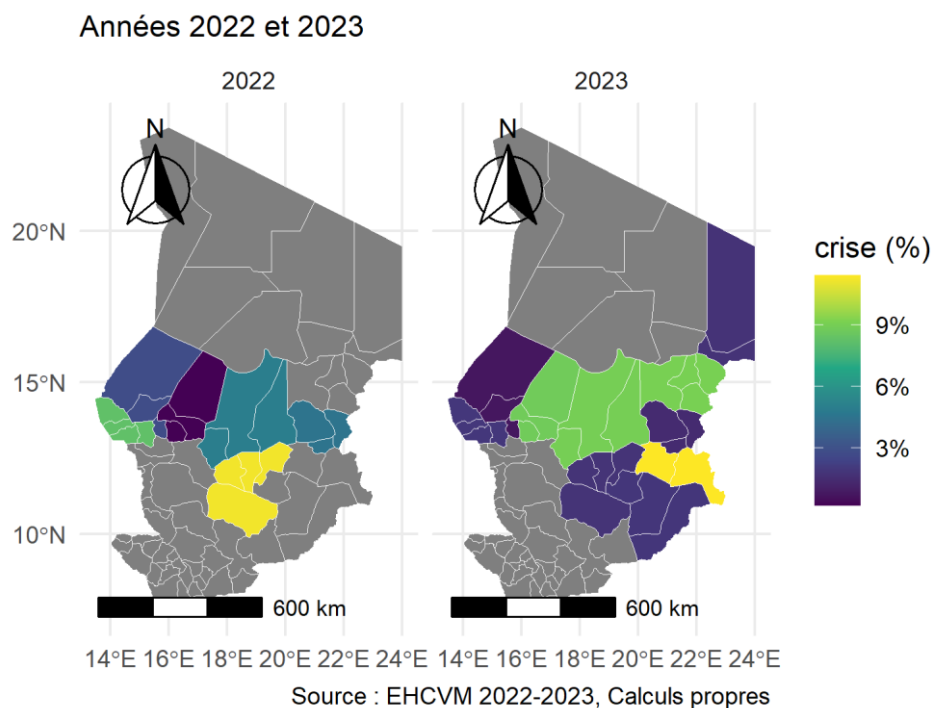 Années 2022 et 2023
2022
2023
N
N
20°N
15°N
10°N
600 km
600 km
14°E 16°E 18°E 20°E 22°E 24°E
14°E 16°E 18°E 20°E 22°E 24°E
crise (%)
9%
6%
3%
Source : EHCVM 2022-2023, Calculs propres